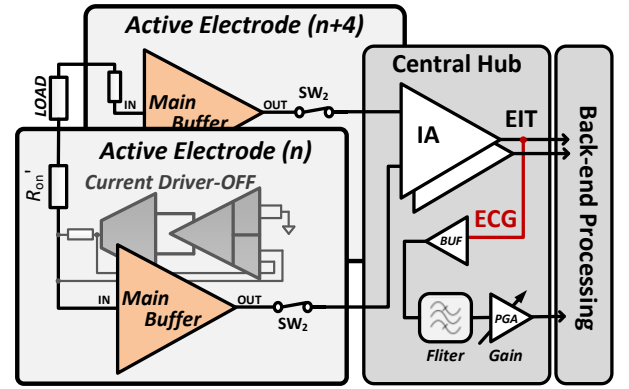 Active Electrode (n+4)
LOAD
IN
Main
Buffer
OUT
SW2
Central Hub
IA
EIT
Back-end Processing
Active Electrode (n)
Ron'
Current Driver-OFF
ECG
BUF
IN
Main
Buffer
OUT
SW2
PGA
Fliter
Gain